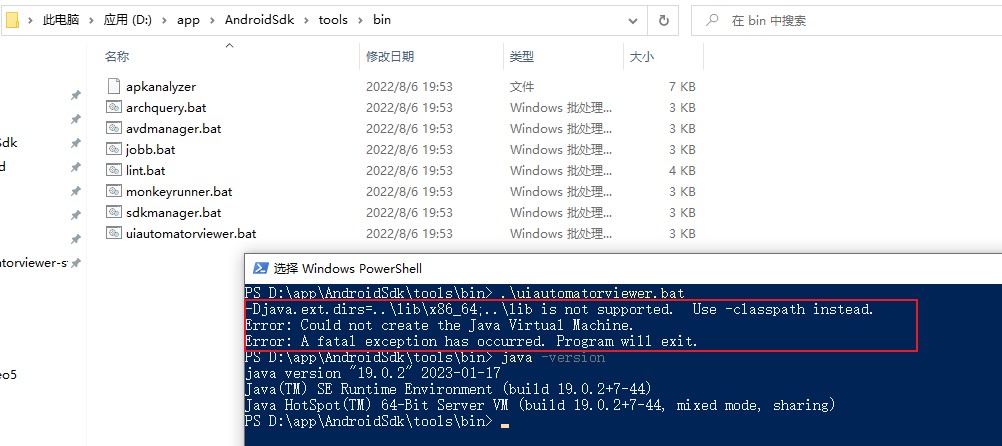 此电脑 > 应用 (D:) > app > AndroidSdk > tools > bin
在 bin 中搜索
名称 修改日期 类型 大小
apkanalyzer 2022/8/6 19:53 文件 7 KB
archquery.bat 2022/8/6 19:53 Windows 批处理... 3 KB
avdmanager.bat 2022/8/6 19:53 Windows 批处理... 3 KB
jobb.bat 2022/8/6 19:53 Windows 批处理... 3 KB
lint.bat 2022/8/6 19:53 Windows 批处理... 4 KB
monkeyrunner.bat 2022/8/6 19:53 Windows 批处理... 3 KB
sdkmanager.bat 2022/8/6 19:53 Windows 批处理... 3 KB
uiautomatorviewer.bat 2022/8/6 19:53 Windows 批处理... 3 KB
Sdk
d
atorviewer-s
eo5
选择 Windows PowerShell
PS D:\app\AndroidSdk\tools\bin> .\uiautomatorviewer.bat
-Djava.ext.dirs=..\lib\x86_64;..\lib is not supported.  Use -classpath instead.
Error: Could not create the Java Virtual Machine.
Error: A fatal exception has occurred. Program will exit.
PS D:\app\AndroidSdk\tools\bin> java -version
java version "19.0.2" 2023-01-17
Java(TM) SE Runtime Environment (build 19.0.2+7-44)
Java HotSpot(TM) 64-Bit Server VM (build 19.0.2+7-44, mixed mode, sharing)
PS D:\app\AndroidSdk\tools\bin>